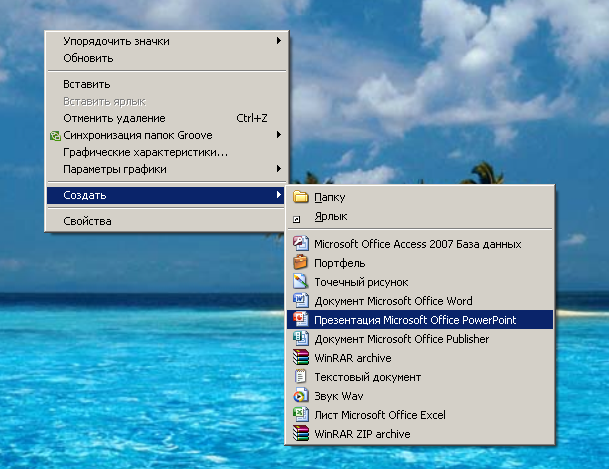 Упорядочить значки
Обновить
Вставить
Вставить ярлык
Отменить удаление Ctrl+Z
Синхронизация папок Groove
Графические характеристики...
Параметры графики
Создать
Свойства
Папку
Ярлык
Microsoft Office Access 2007 База данных
Портфель
Точечный рисунок
Документ Microsoft Office Word
Презентация Microsoft Office PowerPoint
Документ Microsoft Office Publisher
WinRAR archive
Текстовый документ
Звук Wav
Лист Microsoft Office Excel
WinRAR ZIP archive